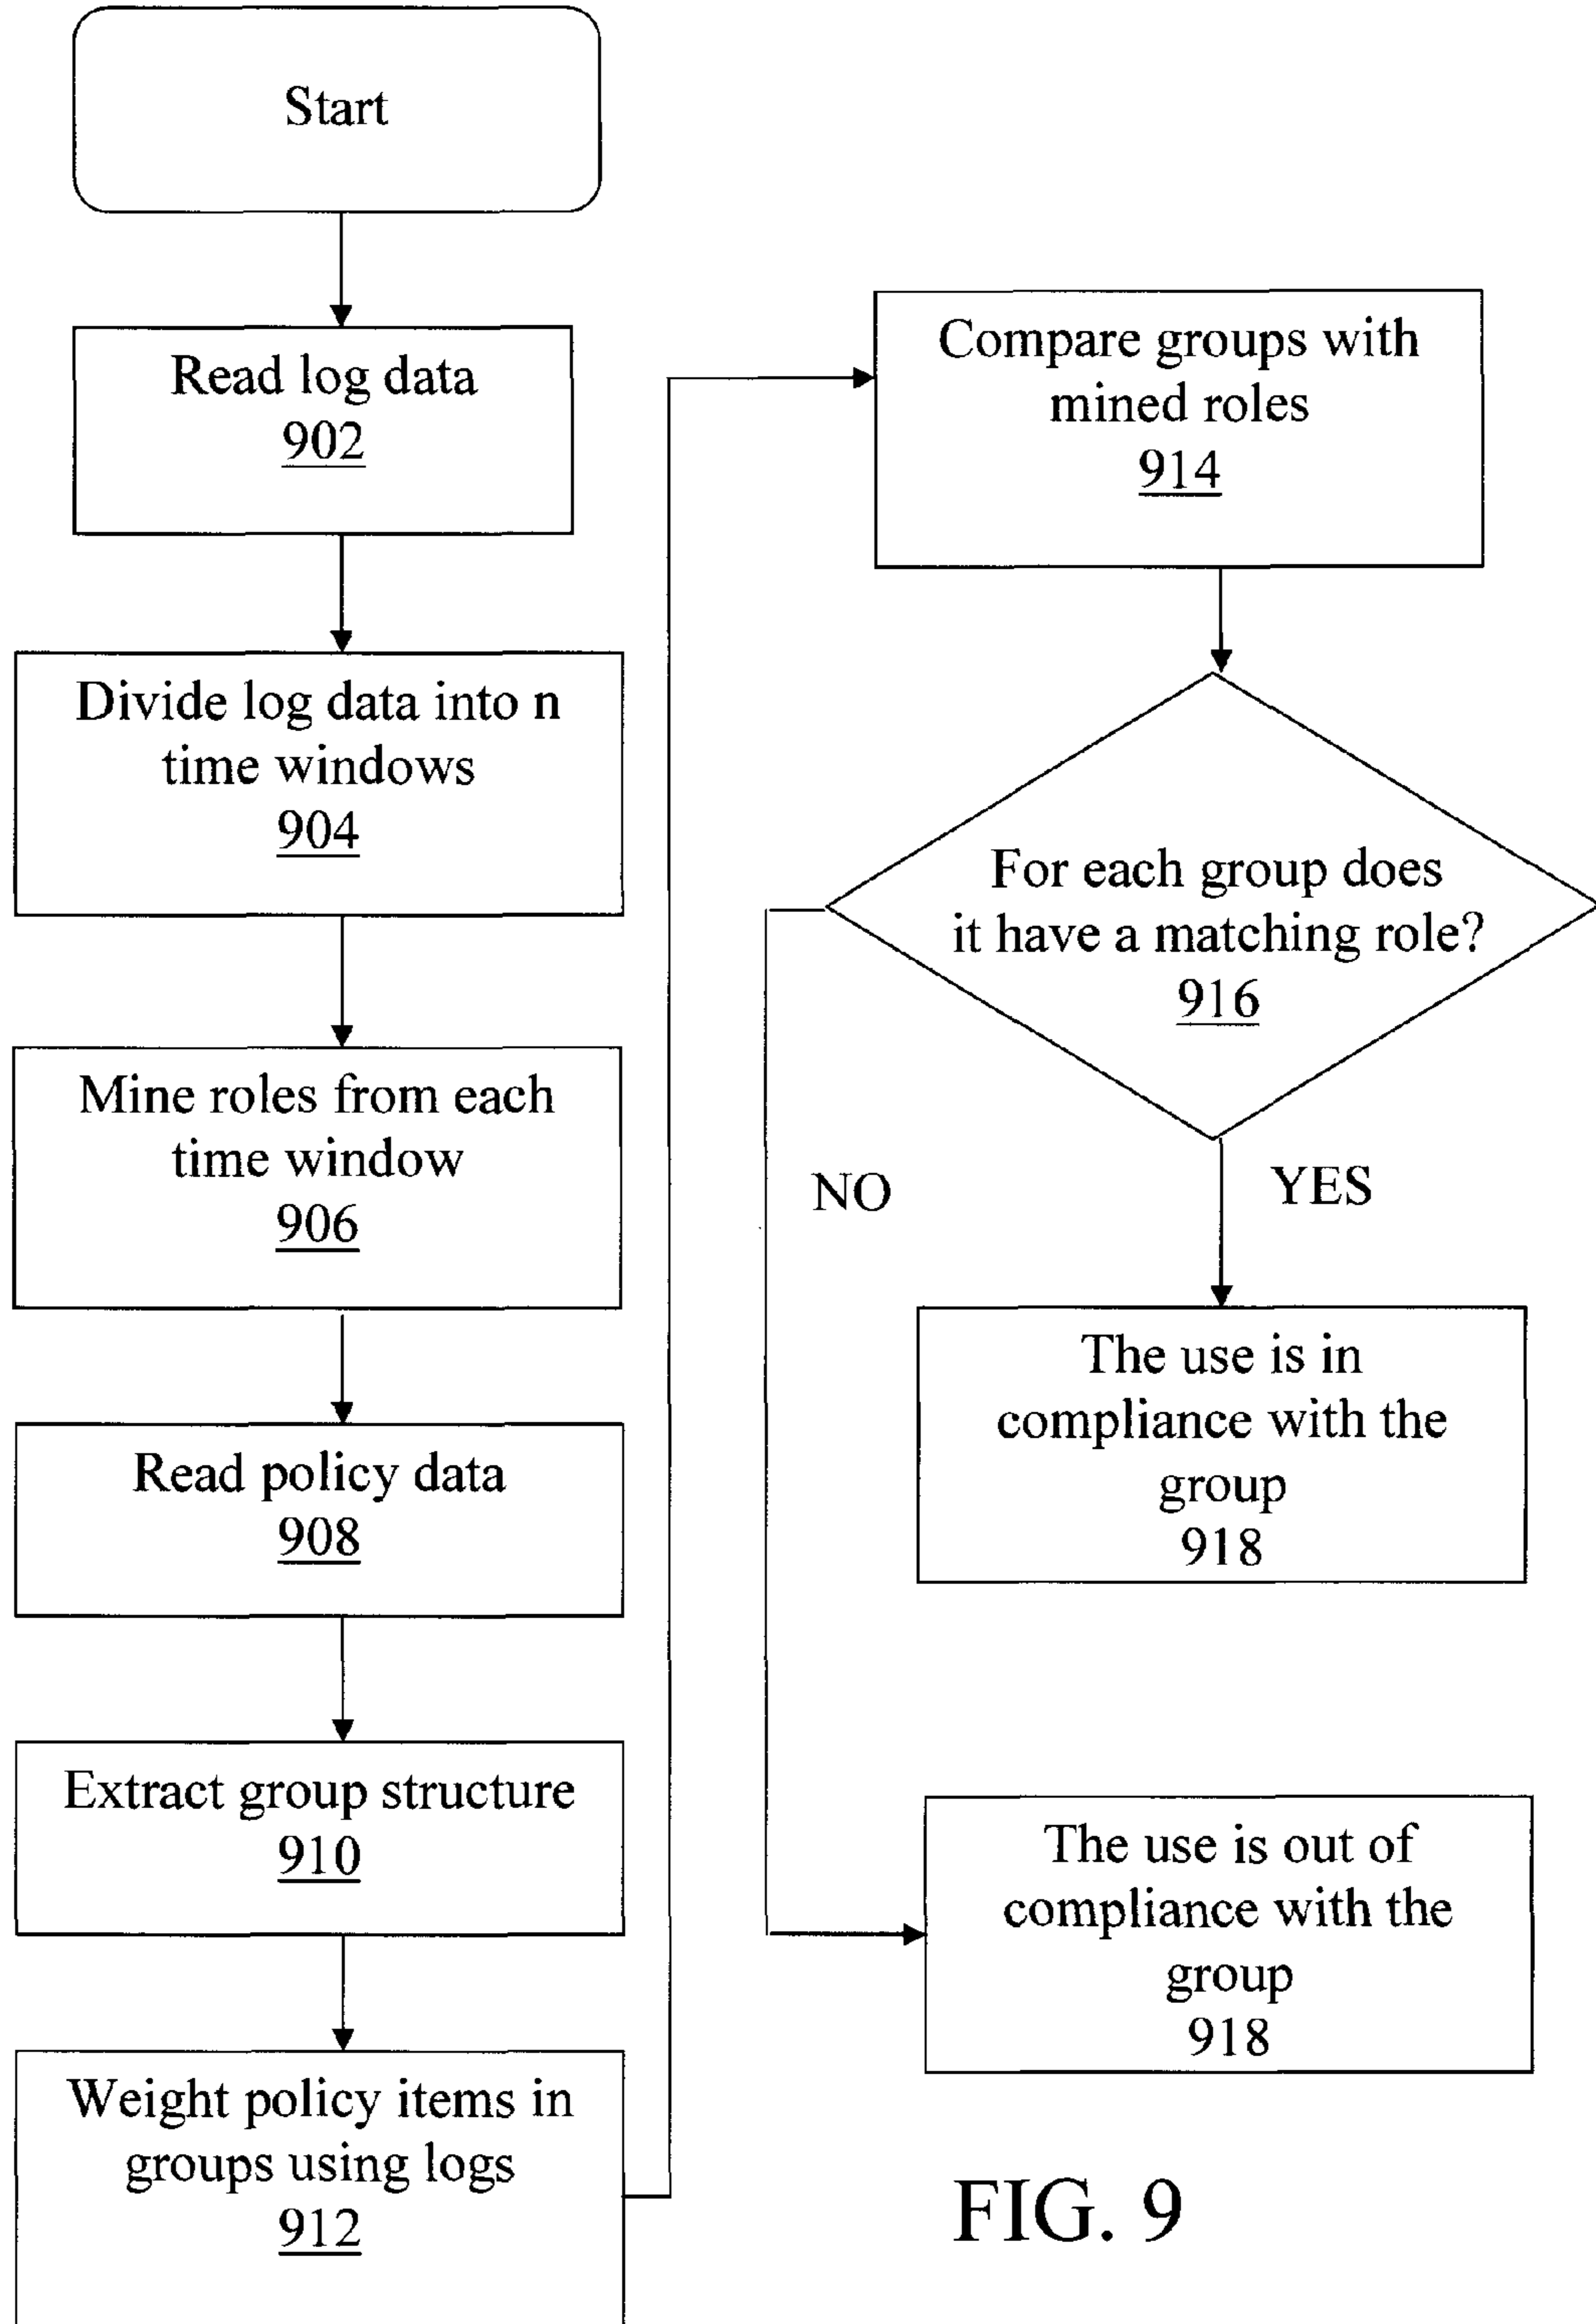 Start
Read log data
902
Divide log data into n
time windows
904
Mine roles from each
time window
906
Read policy data
908
Extract group structure
910
Weight policy items in
groups using logs
912
Compare groups with
mined roles
914
For each group does
it have a matching role?
916
NO
YES
The use is in
compliance with the
group
918
The use is out of
compliance with the
group
918
FIG. 9